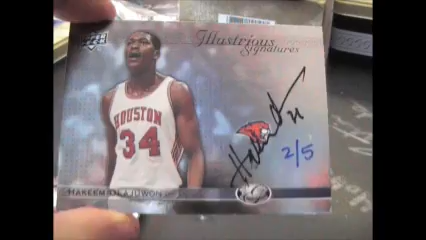 Illustrious
Signatures
HOUSTON
34
2/5
HAKEEM OLAJUWON